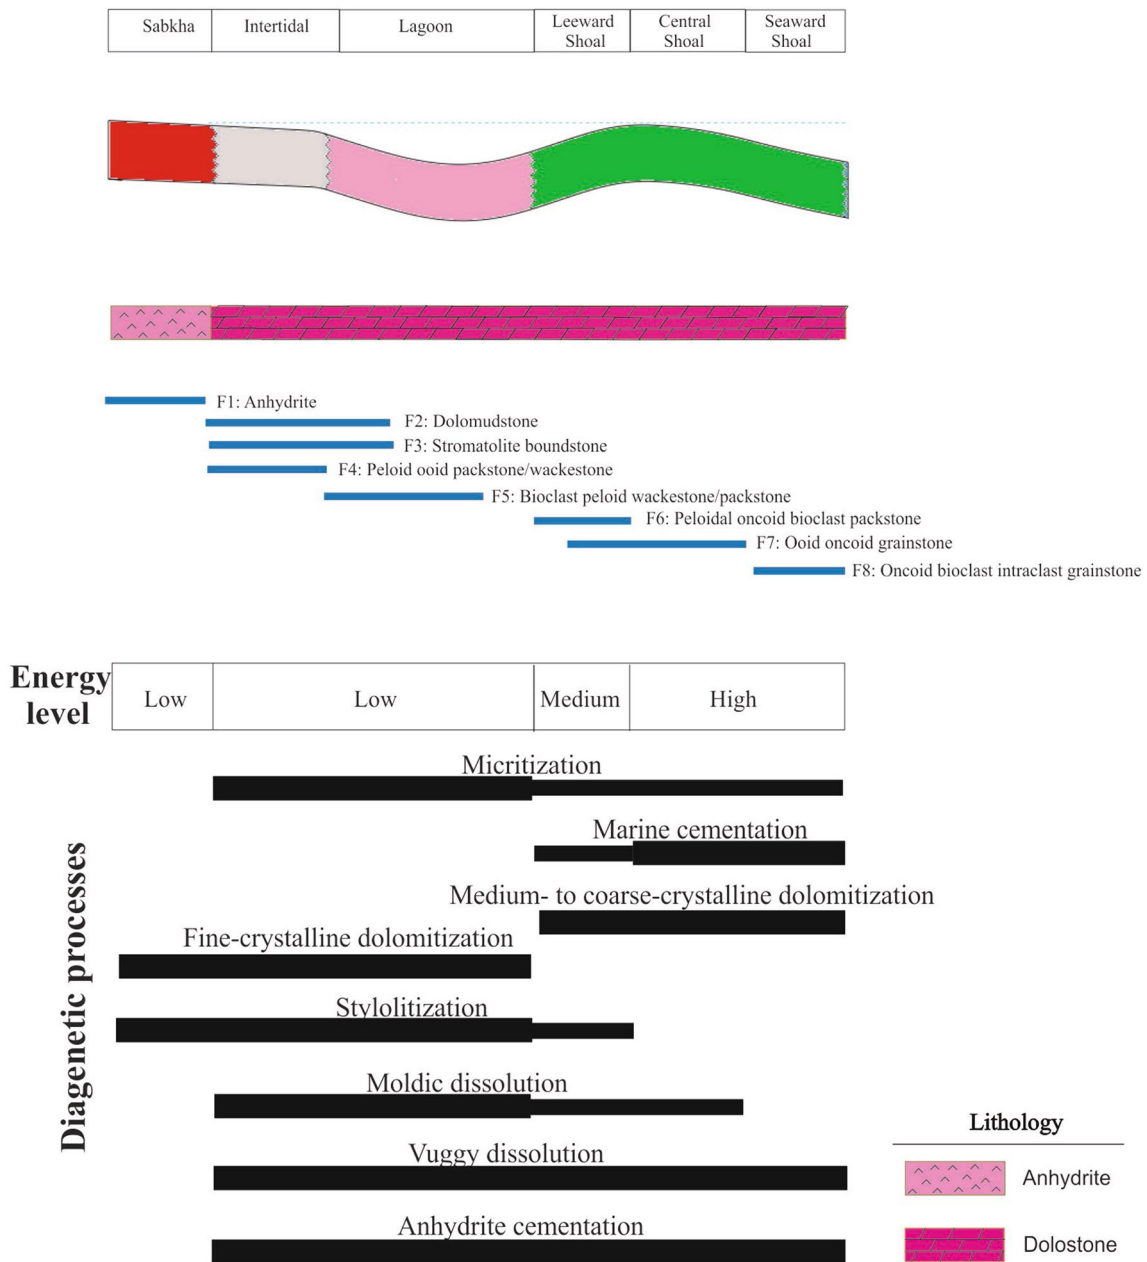 Sabkha
Intertidal
Lagoon
Leeward
Shoal
Central
Shoal
Seaward
Shoal
F1: Anhydrite
F2: Dolomudstone
F3: Stromatolite boundstone
F4: Peloid ooid packstone/wackestone
F5: Bioclast peloid wackestone/packstone
F6: Peloidal oncoid bioclast packstone
F7: Ooid oncoid grainstone
F8: Oncoid bioclast intraclast grainstone
Energy
level
Low
Low
Medium
High
Diagenetic processes
Micritization
Marine cementation
Medium- to coarse-crystalline dolomitization
Fine-crystalline dolomitization
Stylolitization
Moldic dissolution
Vuggy dissolution
Anhydrite cementation
Lithology
Anhydrite
Dolostone